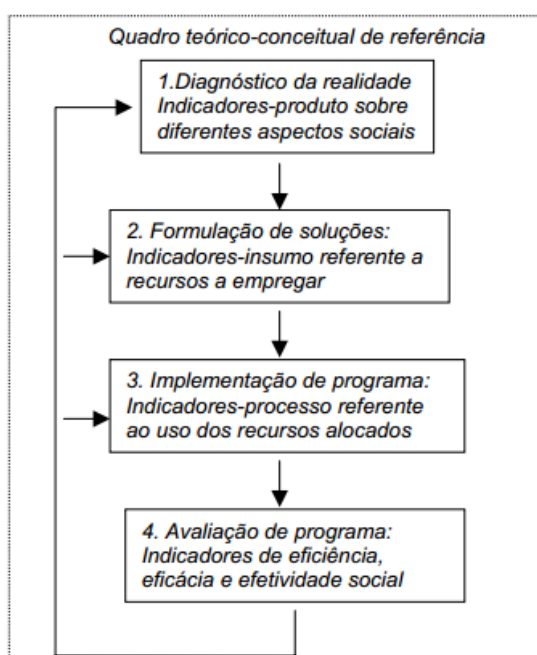 Quadro teórico-conceitual de referência
1.Diagnóstico da realidade
Indicadores-produto sobre
diferentes aspectos sociais
2. Formulação de soluções:
Indicadores-insumo referente a
recursos a empregar
3. Implementação de programa:
Indicadores-processo referente
ao uso dos recursos alocados
4. Avaliação de programa:
Indicadores de eficiência,
eficácia e efetividade social